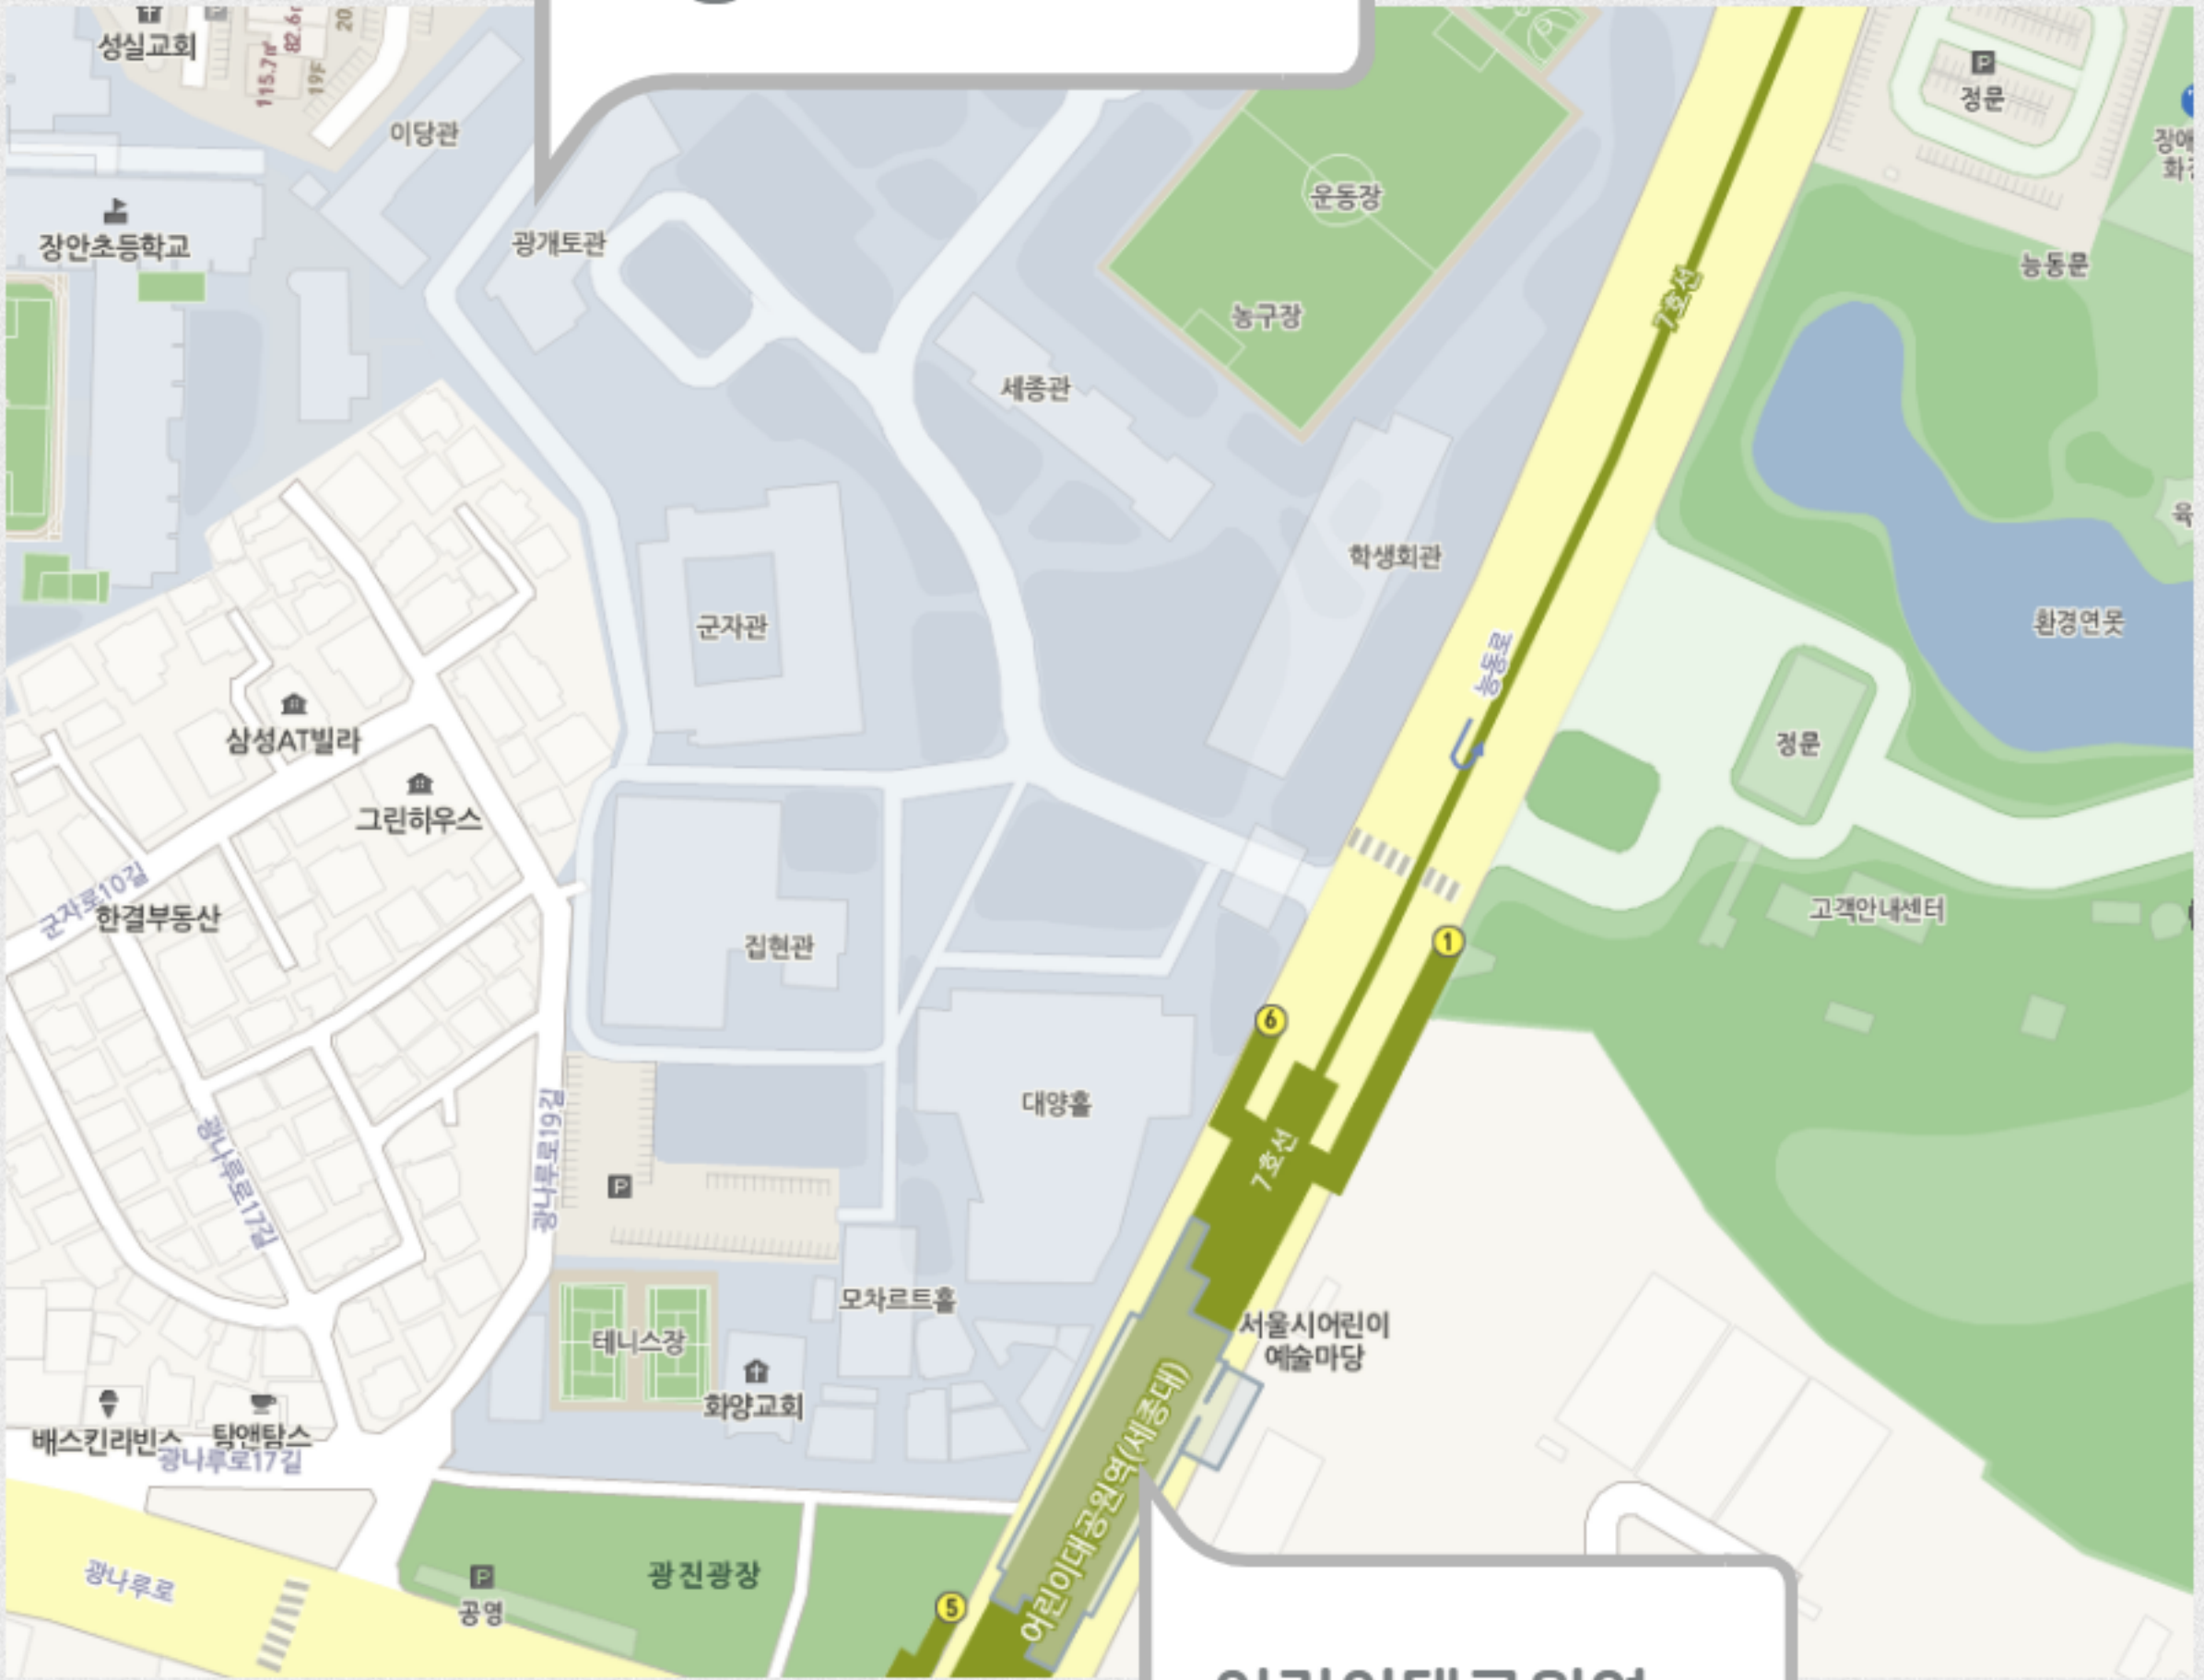 성실교회
115.7㎡
19F
이당관
정문
운동장
장안초등학교
광개토관
능동문
7호선
농구장
세종관
학생회관
능동로
환경연못
군자관
삼성AT빌라
정문
그린하우스
군자로10길
한결부동산
집현관
고객안내센터
1
6
대양홀
7호선
광나루로19길
광나루로17길
모차르트홀
서울시어린이
예술마당
테니스장
화양교회
배스킨라빈스
탐앤탐스
광나루로17길
어린이대공원역(세종대)
광진광장
광나루로
공영
5